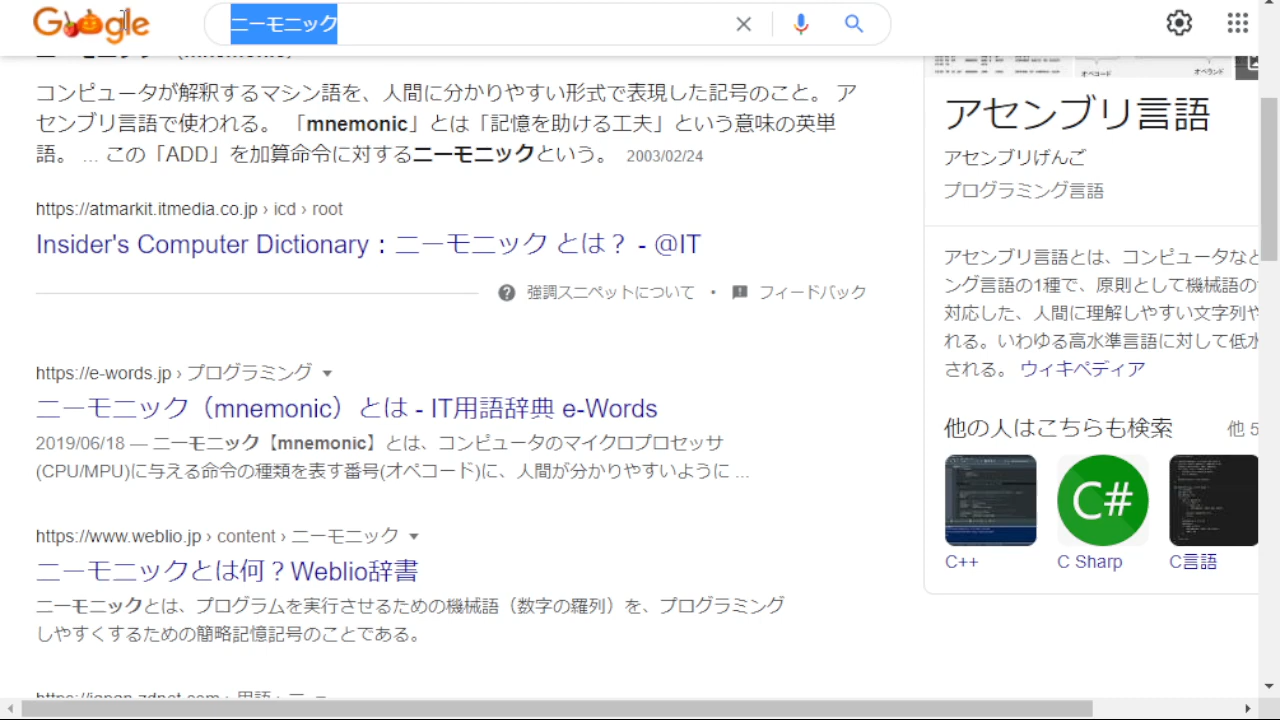 Google
ニーモニック
ニーモニック (mnemonic)
コンピュータが解釈するマシン語を、人間に分かりやすい形式で表現した記号のこと。 ア
センブリ言語で使われる。 「mnemonic」とは「記憶を助ける工夫」という意味の英単
語。 ... この「ADD」を加算命令に対するニーモニックという。 2003/02/24
https://atmarkit.itmedia.co.jp › icd › root
Insider's Computer Dictionary：ニーモニック とは？ - @IT
強調スニペットについて • フィードバック
https://e-words.jp › プログラミング
ニーモニック（mnemonic）とは - IT用語辞典 e-Words
2019/06/18 — ニーモニック【mnemonic】とは、コンピュータのマイクロプロセッサ
(CPU/MPU)に与える命令の種類を表す番号(オペコード)に、人間が分かりやすいように ...
https://www.weblio.jp › content › ニーモニック
ニーモニックとは何？Weblio辞書
ニーモニックとは、プログラムを実行させるための機械語（数字の羅列）を、プログラミング
しやすくするための簡略記憶記号のことである。
オペコード
オペランド
アセンブリ言語
アセンブリげんご
プログラミング言語
アセンブリ言語とは、コンピュータなど
ング言語の1種で、原則として機械語の
対応した、人間に理解しやすい文字列や
れる。いわゆる高水準言語に対して低水
される。 ウィキペディア
他の人はこちらも検索
他 5
C#
C++
C Sharp
C言語